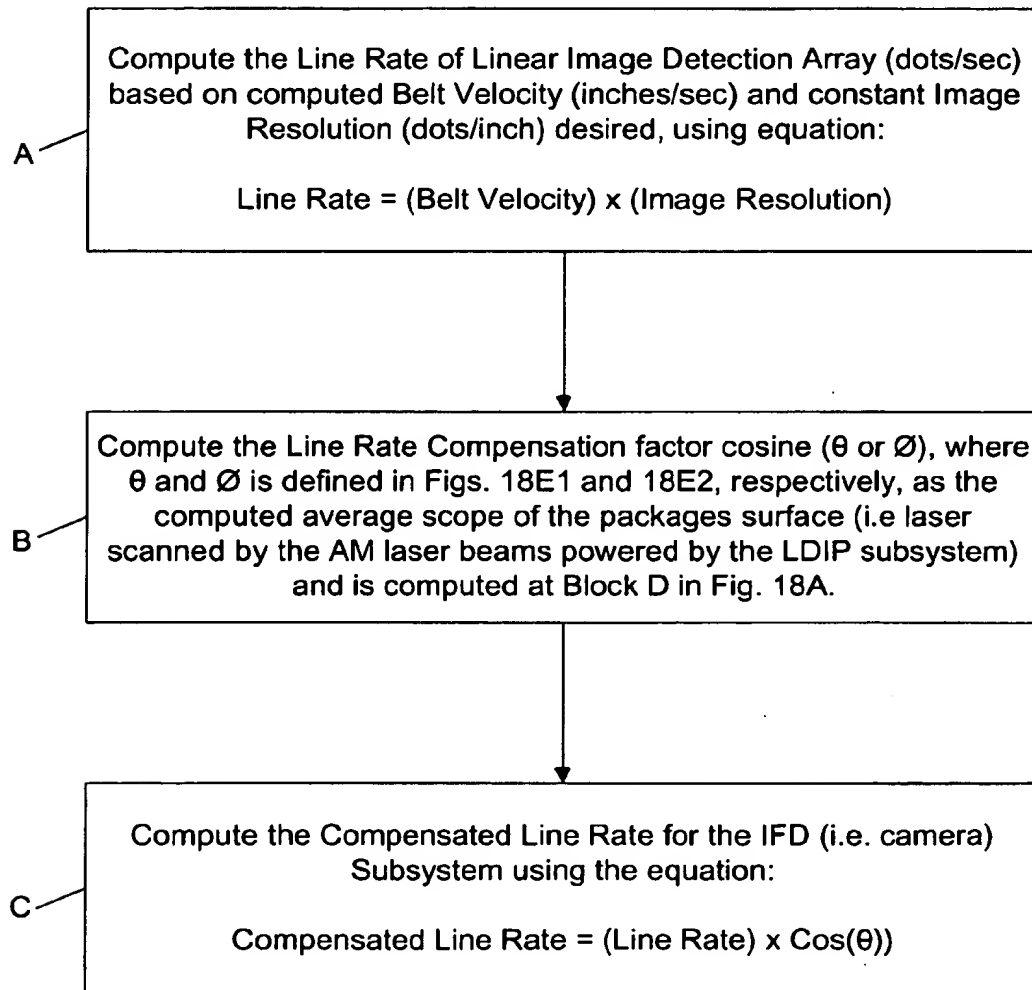 Compute the Line Rate of Linear Image Detection Array (dots/sec)
based on computed Belt Velocity (inches/sec) and constant Image
Resolution (dots/inch) desired, using equation:
A
Line Rate = (Belt Velocity) x (Image Resolution)
Compute the Line Rate Compensation factor cosine (θ or Ø), where
θ and Ø is defined in Figs. 18E1 and 18E2, respectively, as the
computed average scope of the packages surface (i.e laser
B
scanned by the AM laser beams powered by the LDIP subsystem)
and is computed at Block D in Fig. 18A.
Compute the Compensated Line Rate for the IFD (i.e. camera)
Subsystem using the equation:
C
Compensated Line Rate = (Line Rate) x Cos(θ))